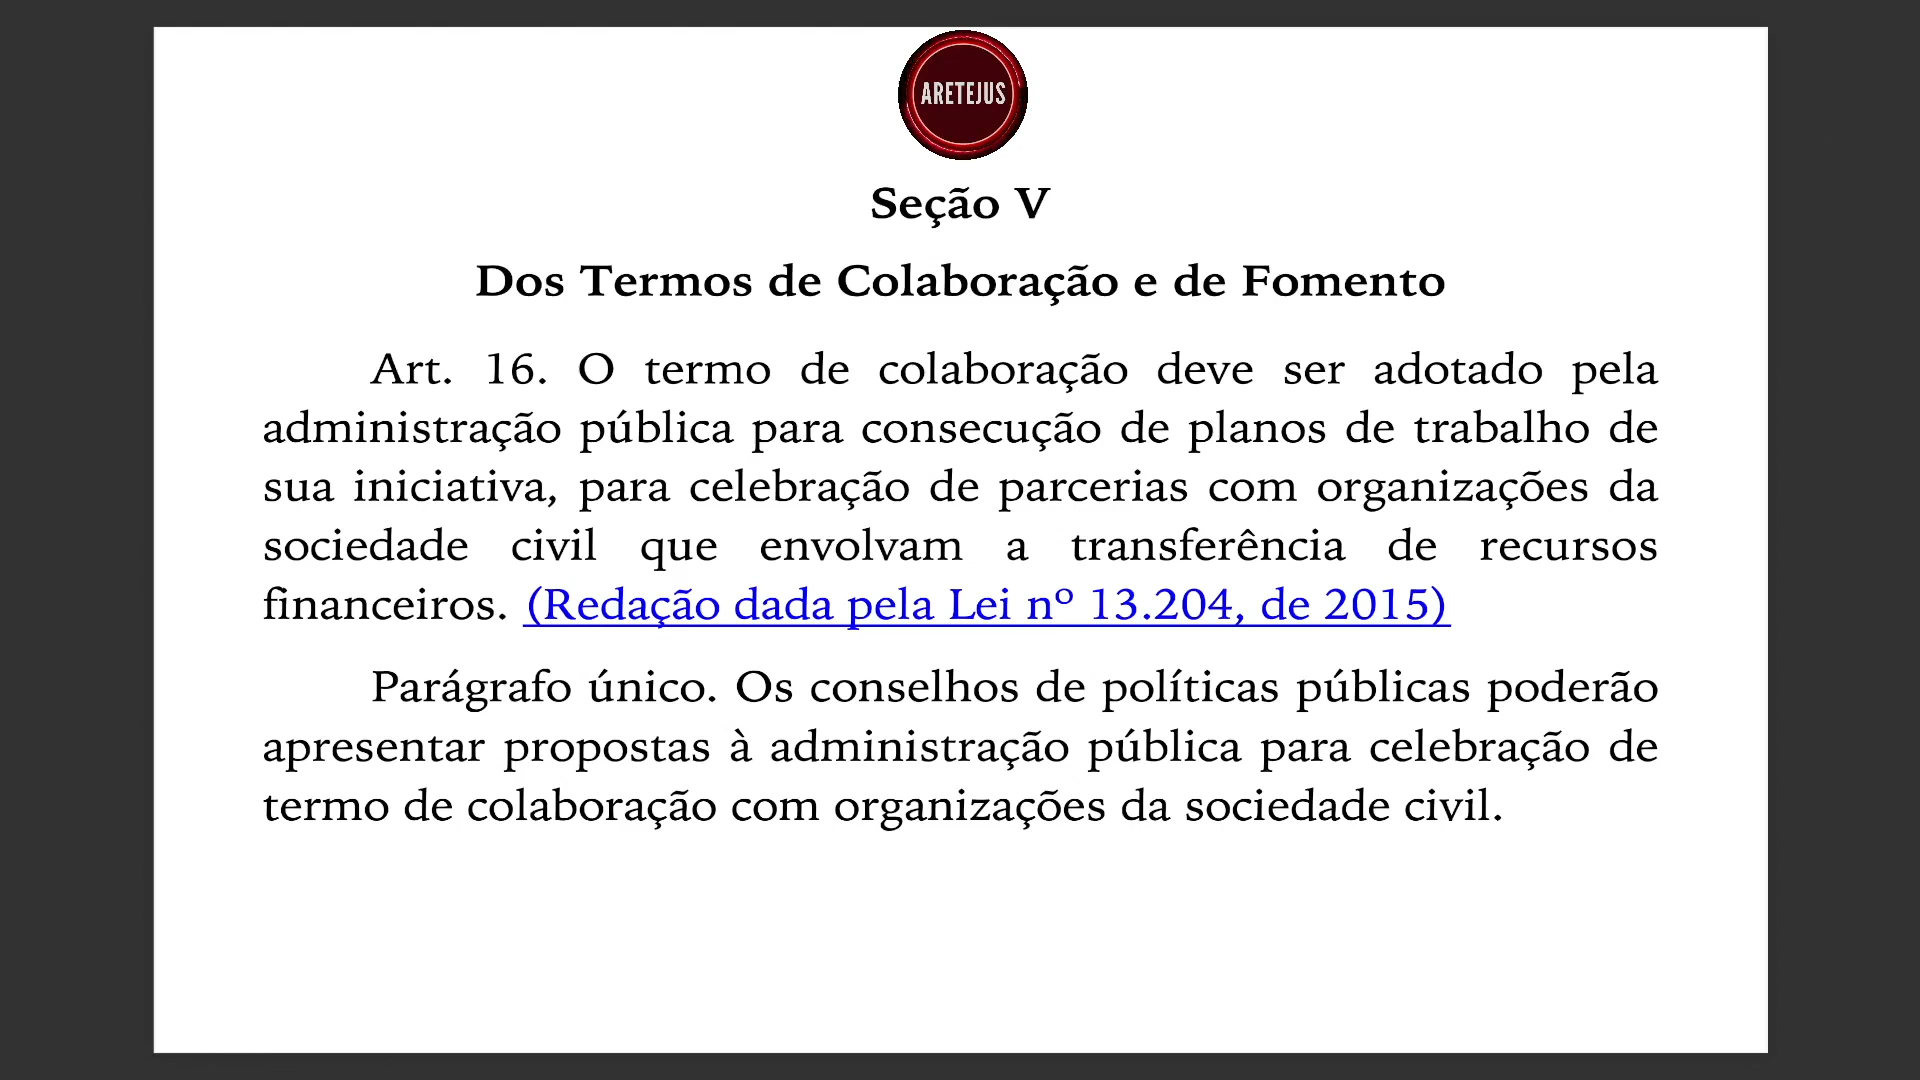 ARETEJUS
Seção V
Dos Termos de Colaboração e de Fomento
Art. 16. O termo de colaboração deve ser adotado pela
administração pública para consecução de planos de trabalho de
sua iniciativa, para celebração de parcerias com organizações da
sociedade civil que envolvam a transferência de recursos
financeiros. (Redação dada pela Lei nº 13.204, de 2015)
Parágrafo único. Os conselhos de políticas públicas poderão
apresentar propostas à administração pública para celebração de
termo de colaboração com organizações da sociedade civil.